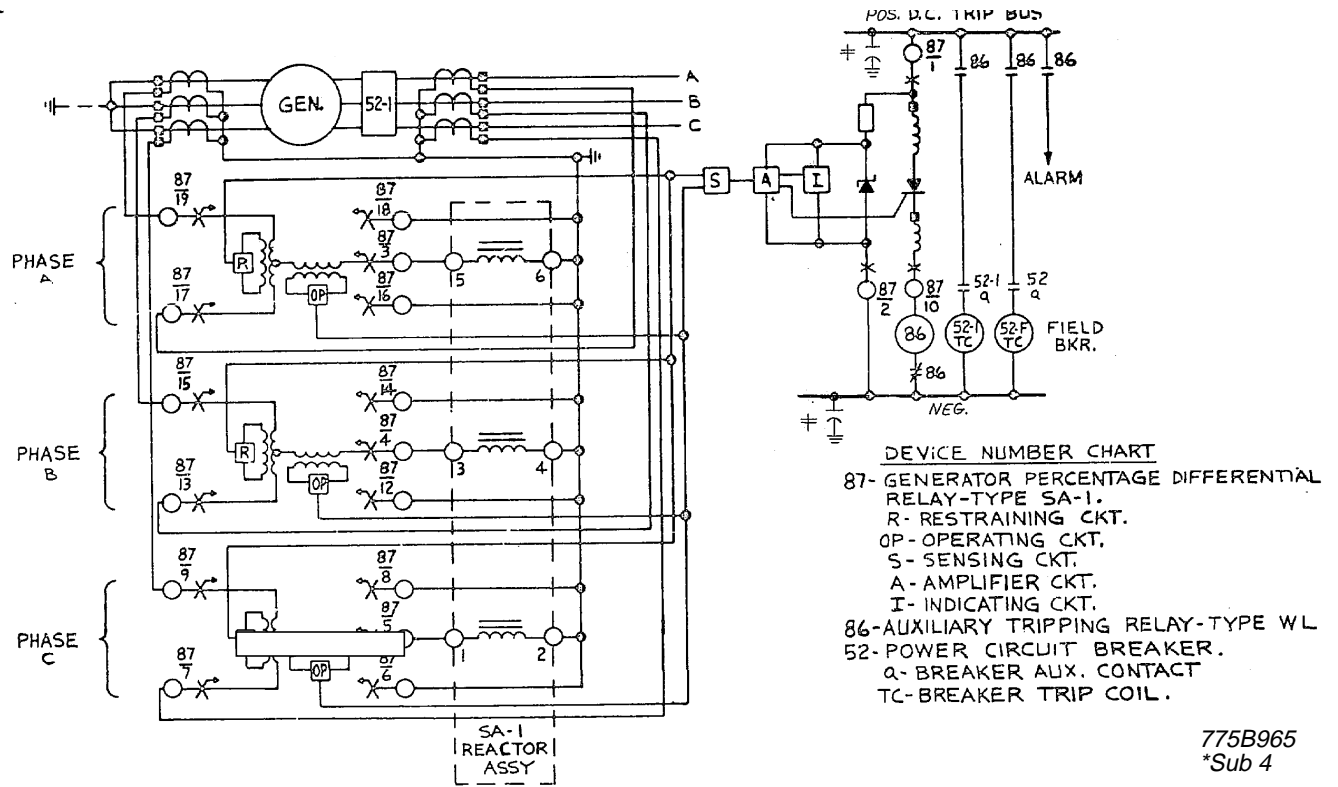 POS. D.C. TRIP BUS
87
1
86
86
86
ALARM
GEN.
52-1
A
B
C
S
A
I
87
2
87
10
86
86
52-1
a
52
a
52-1
TC
52-F
TC
FIELD
BKR.
NEG.
PHASE
A
87
19
87
17
R
OP
87
18
87
3
87
16
5
6
PHASE
B
87
15
87
13
R
OP
87
14
87
4
87
12
3
4
PHASE
C
87
9
87
7
OP
87
8
87
5
87
6
1
2
SA-1
REACTOR
ASSY
DEVICE NUMBER CHART
87- GENERATOR PERCENTAGE DIFFERENTIAL
RELAY-TYPE SA-1.
R- RESTRAINING CKT.
OP- OPERATING CKT.
S- SENSING CKT.
A- AMPLIFIER CKT.
I- INDICATING CKT.
86-AUXILIARY TRIPPING RELAY-TYPE WL
52- POWER CIRCUIT BREAKER.
a- BREAKER AUX. CONTACT
TC-BREAKER TRIP COIL.
775B965
*Sub 4